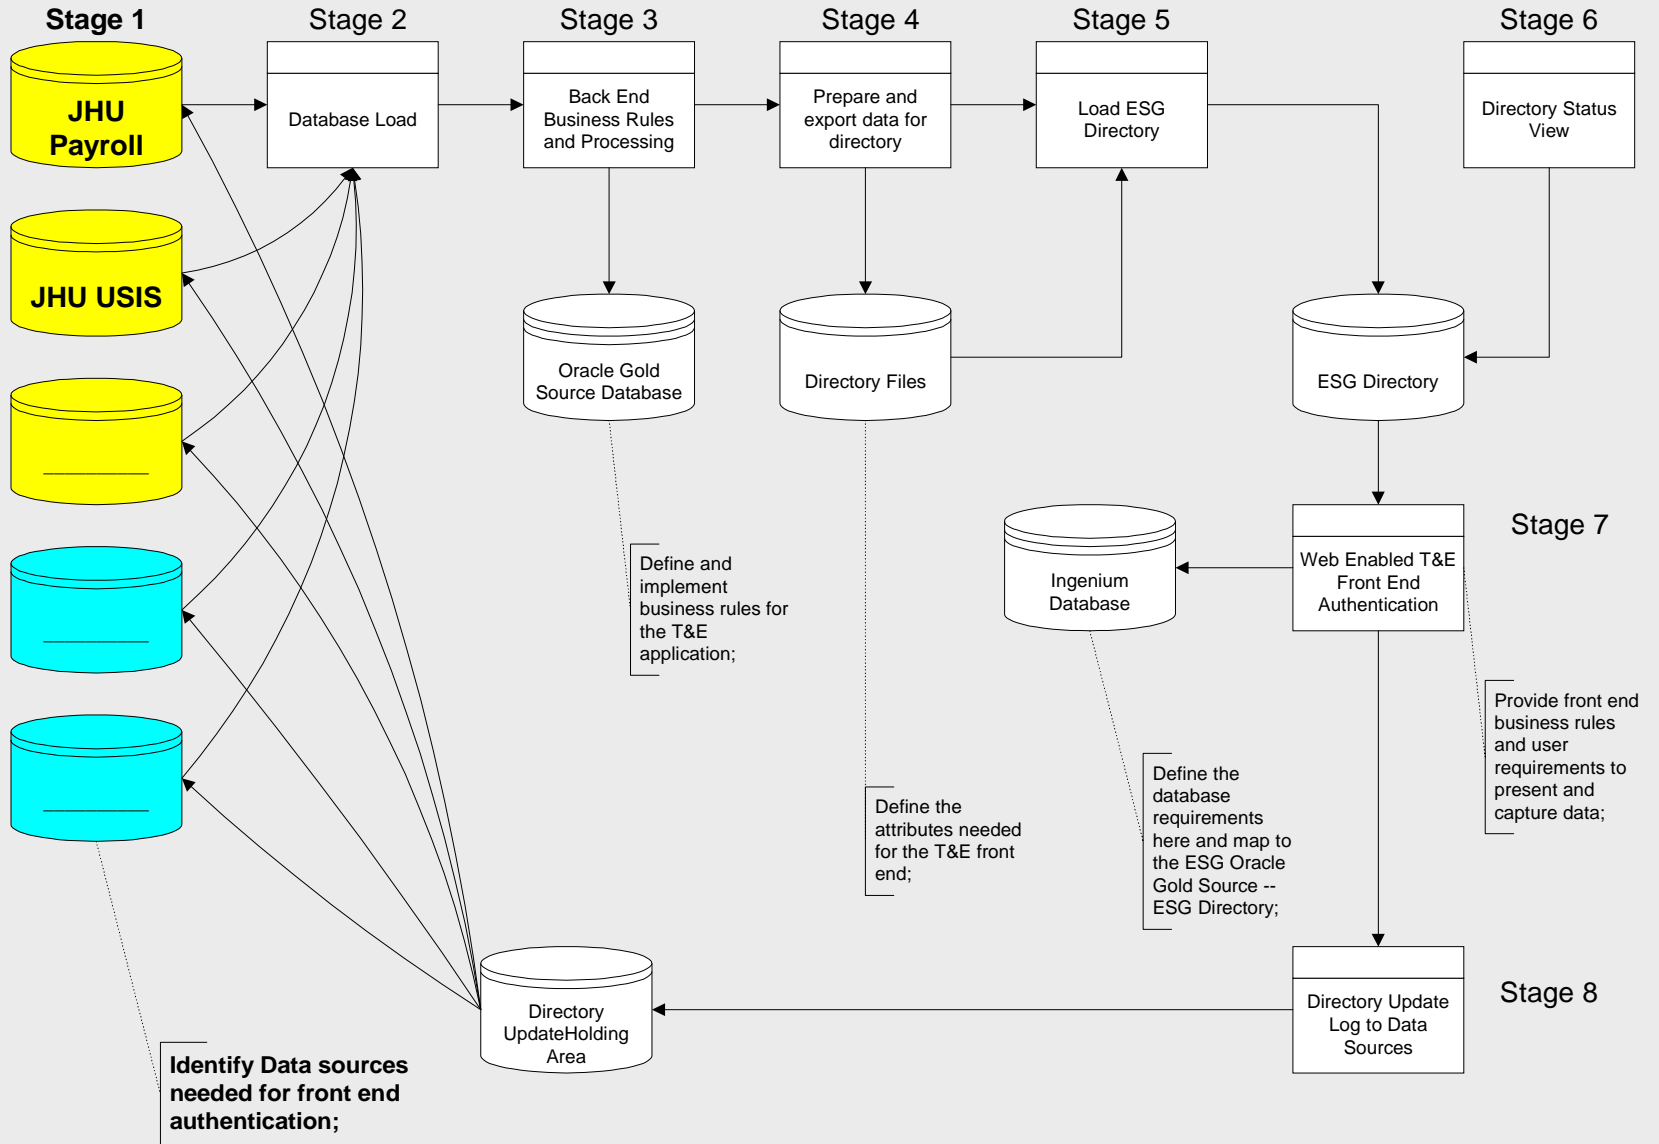 Stage 1
Stage 2
Stage 3
Stage 4
Stage 5
Stage 6
JHU
Payroll
Database Load
Back End
Business Rules
and Processing
Prepare and
export data for
directory
Load ESG
Directory
Directory Status
View
JHU USIS
Oracle Gold
Source Database
Directory Files
ESG Directory
_________
_________
_________
Stage 7
Ingenium
Database
Web Enabled T&E
Front End
Authentication
Define and
implement
business rules for
the T&E
application;
Provide front end
business rules
and user
requirements to
present and
capture data;
Define the
database
requirements
here and map to
the ESG Oracle
Gold Source --
ESG Directory;
Define the
attributes needed
for the T&E front
end;
Stage 8
Directory
UpdateHolding
Area
Directory Update
Log to Data
Sources
Identify Data sources
needed for front end
authentication;